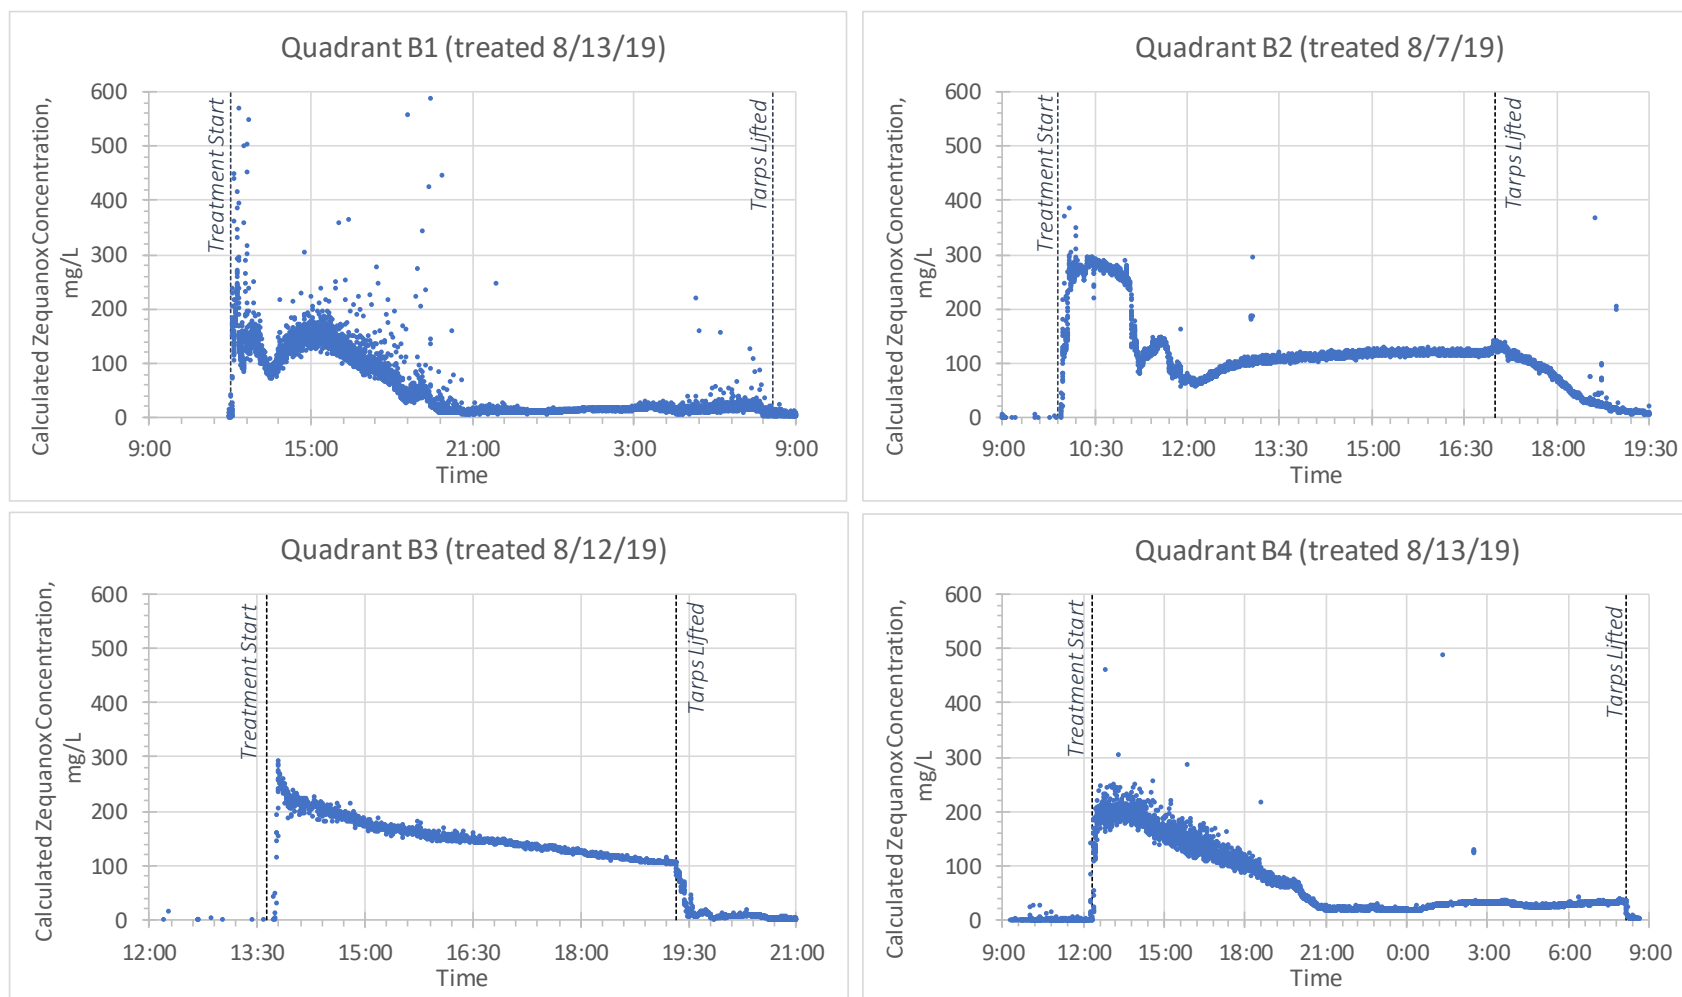 Quadrant B1 (treated 8/13/19)
Calculated Zequanox Concentration,
mg/L
600
500
400
300
200
100
0
Treatment Start
Tarps Lifted
9:00 15:00 21:00 3:00 9:00
Time
Quadrant B2 (treated 8/7/19)
Calculated Zequanox Concentration,
mg/L
600
500
400
300
200
100
0
Treatment Start
Tarps Lifted
9:00 10:30 12:00 13:30 15:00 16:30 18:00 19:30
Time
Quadrant B3 (treated 8/12/19)
Calculated Zequanox Concentration,
mg/L
600
500
400
300
200
100
0
Treatment Start
Tarps Lifted
12:00 13:30 15:00 16:30 18:00 19:30 21:00
Time
Quadrant B4 (treated 8/13/19)
Calculated Zequanox Concentration,
mg/L
600
500
400
300
200
100
0
Treatment Start
Tarps Lifted
9:00 12:00 15:00 18:00 21:00 0:00 3:00 6:00 9:00
Time